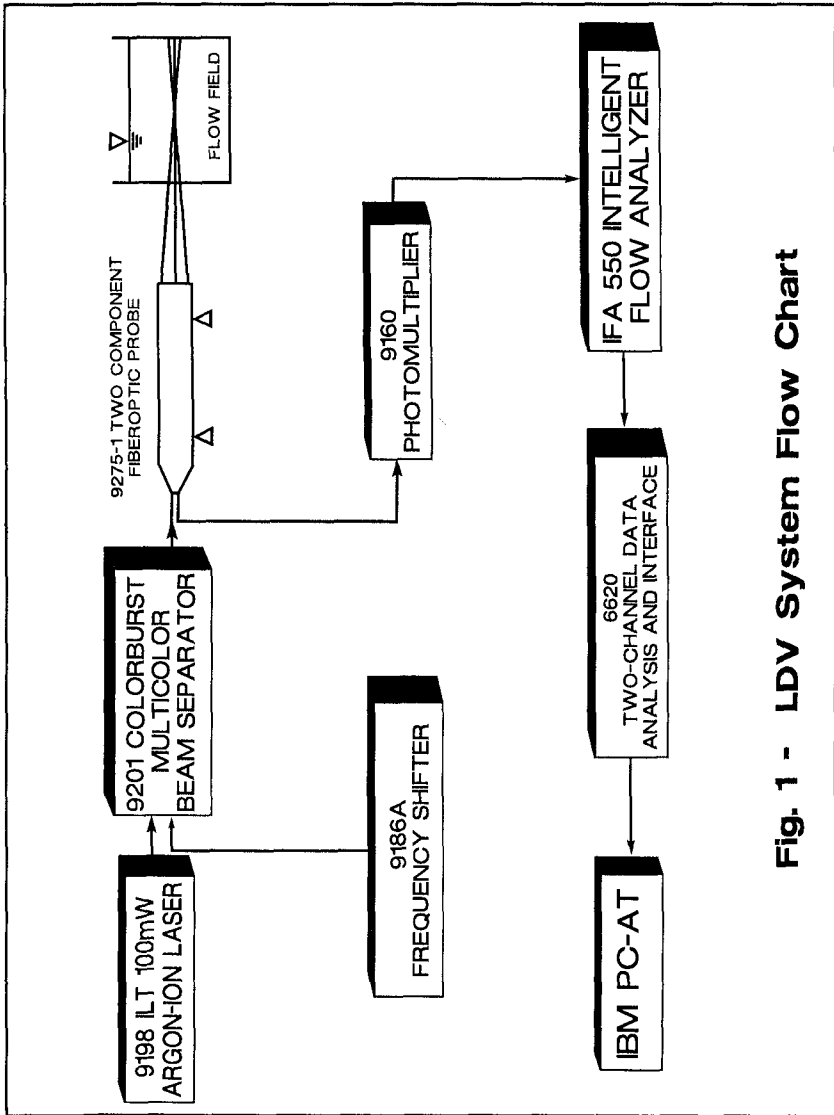 9198 ILT 100mW
ARGON-ION LASER
9201 COLORBURST
MULTICOLOR
BEAM SEPARATOR
9275-1 TWO COMPONENT
FIBEROPTIC PROBE
FLOW FIELD
9186A
FREQUENCY SHIFTER
9160
PHOTOMULTIPLIER
IBM PC-AT
6620
TWO-CHANNEL DATA
ANALYSIS AND INTERFACE
IFA 550 INTELLIGENT
FLOW ANALYZER
Fig. 1 - LDV System Flow Chart